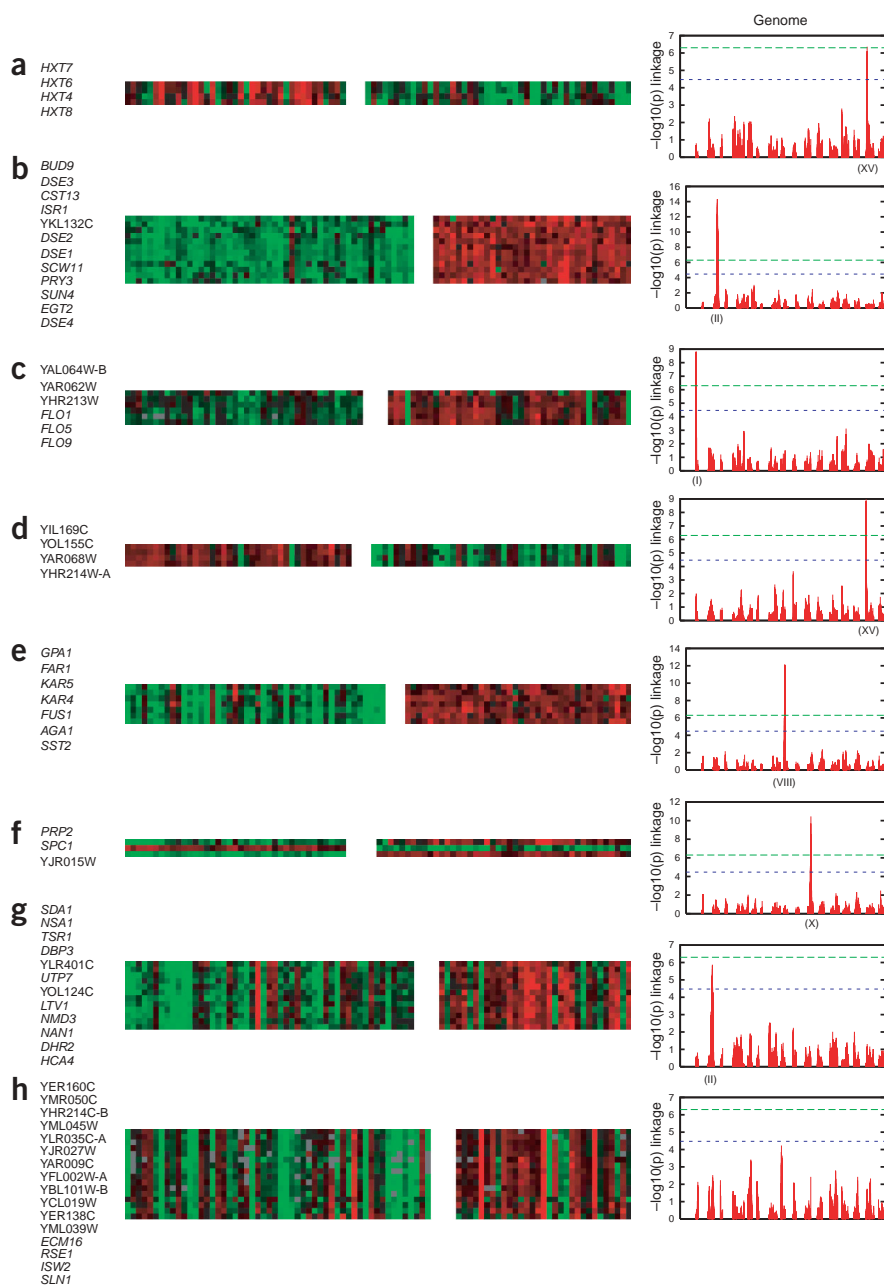 Genome
a
HXT7
HXT6
HXT4
HXT8
−log10(p) linkage
7
6
5
4
3
2
1
0
(XV)
b
BUD9
DSE3
CST13
ISR1
YKL132C
DSE2
DSE1
SCW11
PRY3
SUN4
EGT2
DSE4
−log10(p) linkage
16
14
12
10
8
6
4
2
0
(II)
c
YAL064W-B
YAR062W
YHR213W
FLO1
FLO5
FLO9
−log10(p) linkage
9
8
7
6
5
4
3
2
1
0
(I)
d
YIL169C
YOL155C
YAR068W
YHR214W-A
−log10(p) linkage
9
8
7
6
5
4
3
2
1
0
(XV)
e
GPA1
FAR1
KAR5
KAR4
FUS1
AGA1
SST2
−log10(p) linkage
14
12
10
8
6
4
2
0
(VIII)
f
PRP2
SPC1
YJR015W
−log10(p) linkage
12
10
8
6
4
2
0
(X)
g
SDA1
NSA1
TSR1
DBP3
YLR401C
UTP7
YOL124C
LTV1
NMD3
NAN1
DHR2
HCA4
−log10(p) linkage
7
6
5
4
3
2
1
0
(II)
h
YER160C
YMR050C
YHR214C-B
YML045W
YLR035C-A
YJR027W
YAR009C
YFL002W-A
YBL101W-B
YCL019W
YER138C
YML039W
ECM16
RSE1
ISW2
SLN1
−log10(p) linkage
7
6
5
4
3
2
1
0